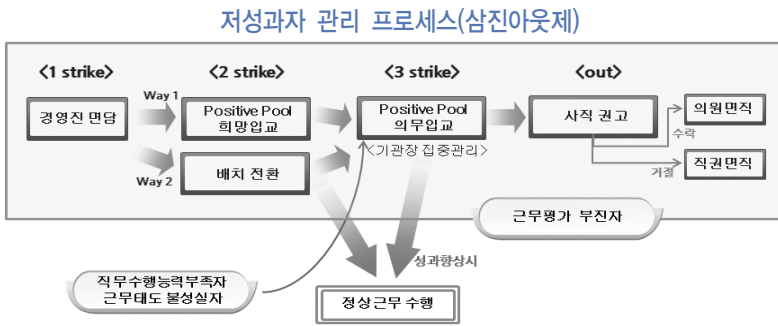 저성과자 관리 프로세스(삼진아웃제)
<1 strike>
<2 strike>
<3 strike>
<out>
Way 1
경영진 면담
Positive Pool
희망입교
Positive Pool
의무입교
<기관장 집중관리>
사직 권고
의원면직
수락
Way 2
배치 전환
거절
직권면직
근무평가 부진자
직무수행능력부족자
근무태도 불성실자
성과향상시
정상근무 수행